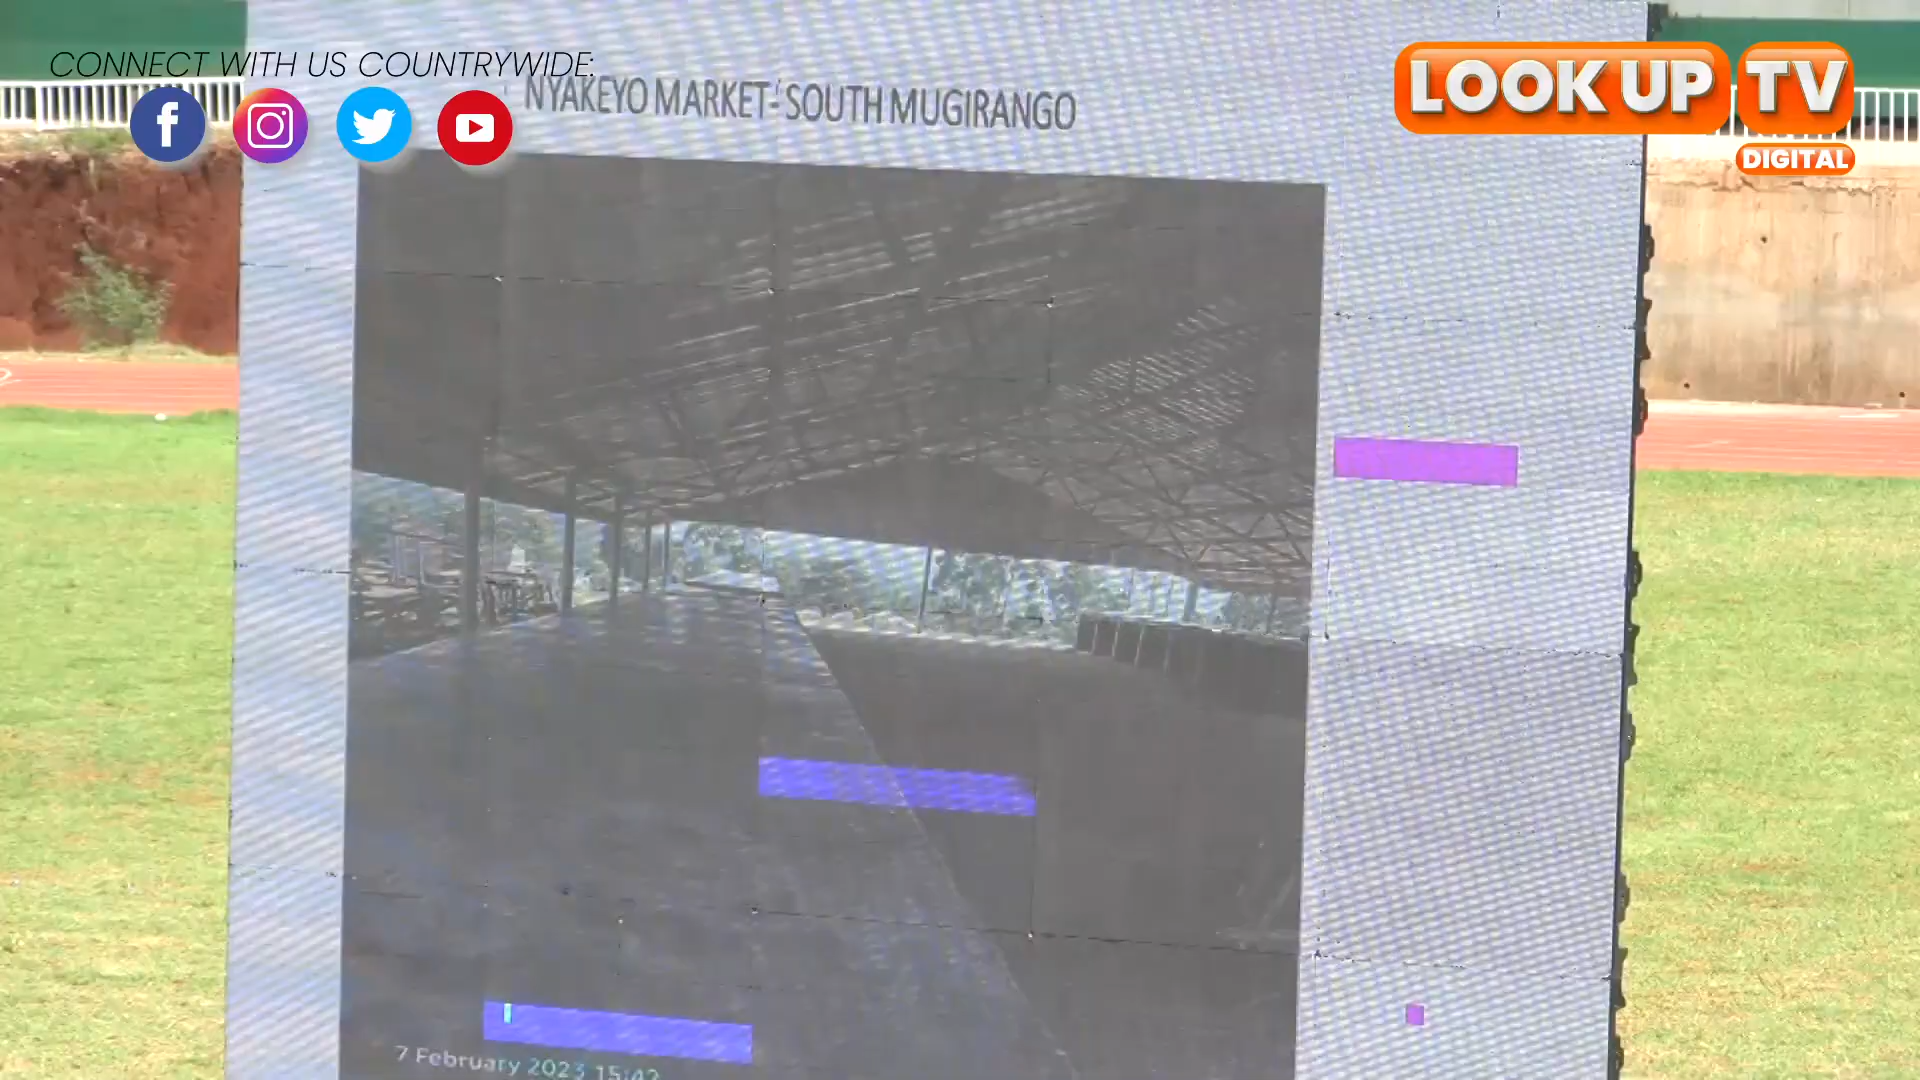 CONNECT WITH US COUNTRYWIDE:
NYAKEYO MARKET- SOUTH MUGIRANGO
LOOK UP TV
DIGITAL
7 February 2023 15:42